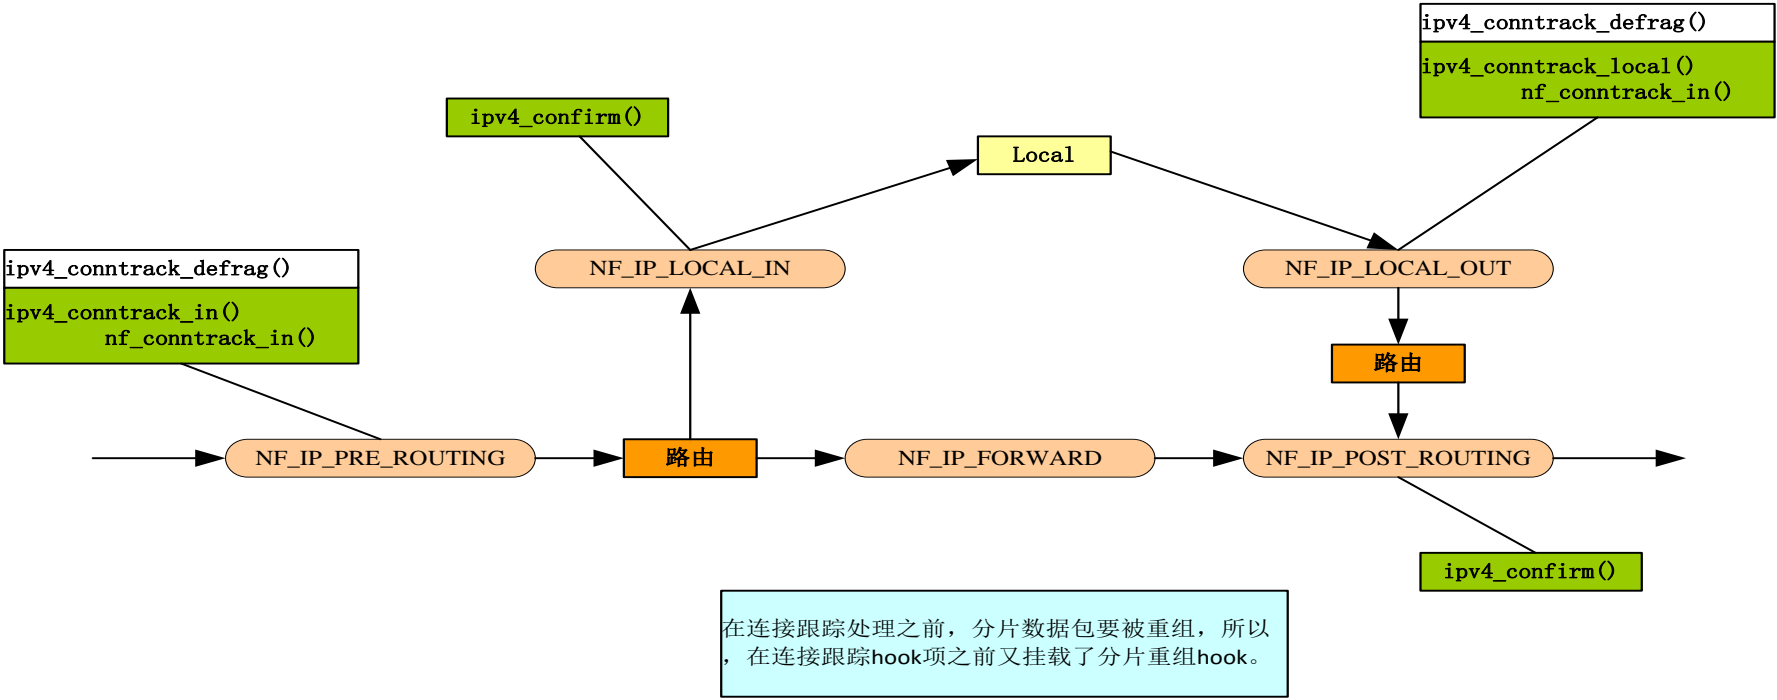 ipv4_conntrack_defrag()
ipv4_conntrack_local()
nf_conntrack_in()
ipv4_confirm()
Local
ipv4_conntrack_defrag()
ipv4_conntrack_in()
nf_conntrack_in()
NF_IP_LOCAL_IN
NF_IP_LOCAL_OUT
路由
NF_IP_PRE_ROUTING
路由
NF_IP_FORWARD
NF_IP_POST_ROUTING
ipv4_confirm()
在连接跟踪处理之前，分片数据包要被重组，所以
，在连接跟踪hook项之前又挂载了分片重组hook。